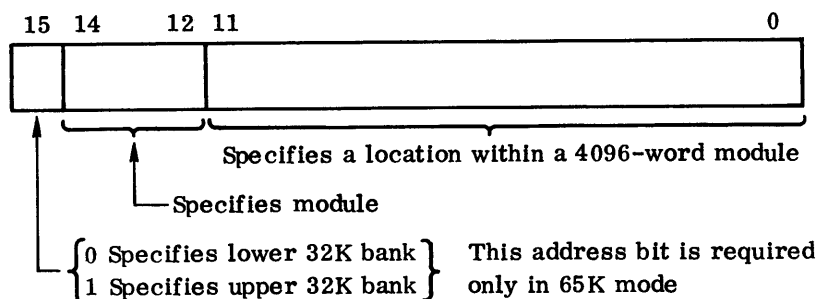 15 14 12 11 0
Specifies a location within a 4096-word module
Specifies module
0 Specifies lower 32K bank
1 Specifies upper 32K bank
This address bit is required
only in 65K mode